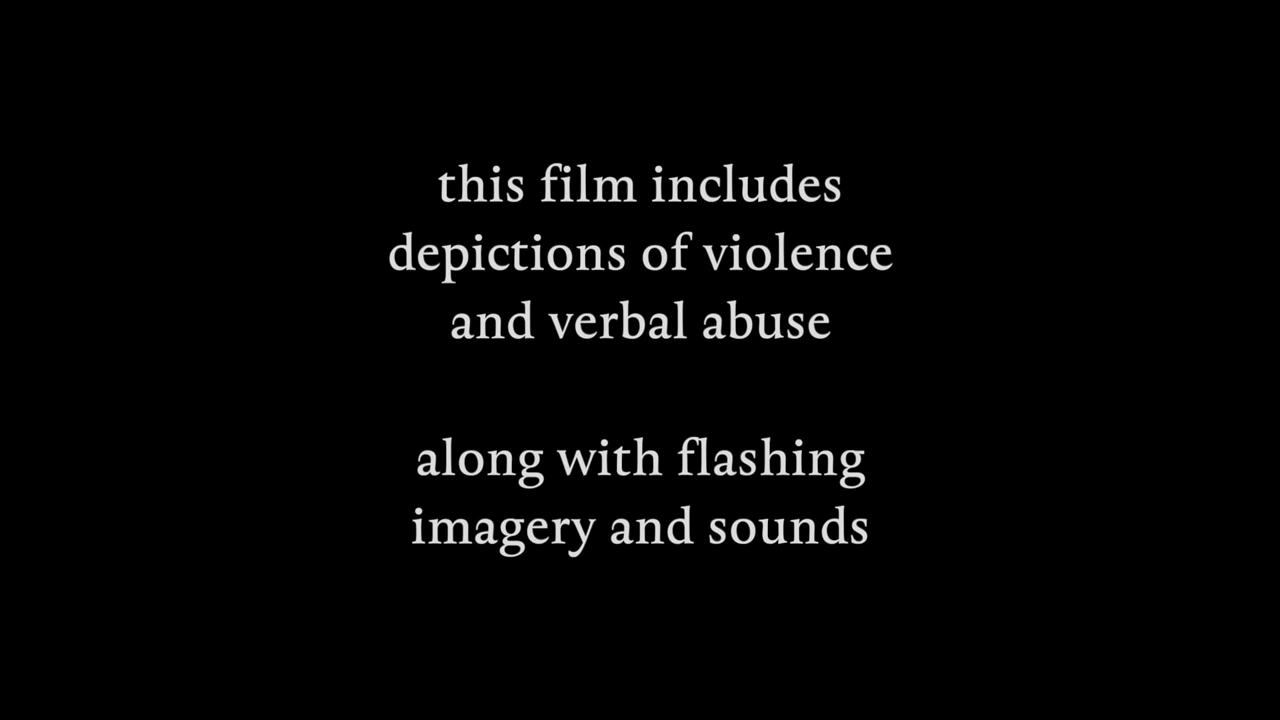 this film includes
depictions of violence
and verbal abuse
along with flashing
imagery and sounds